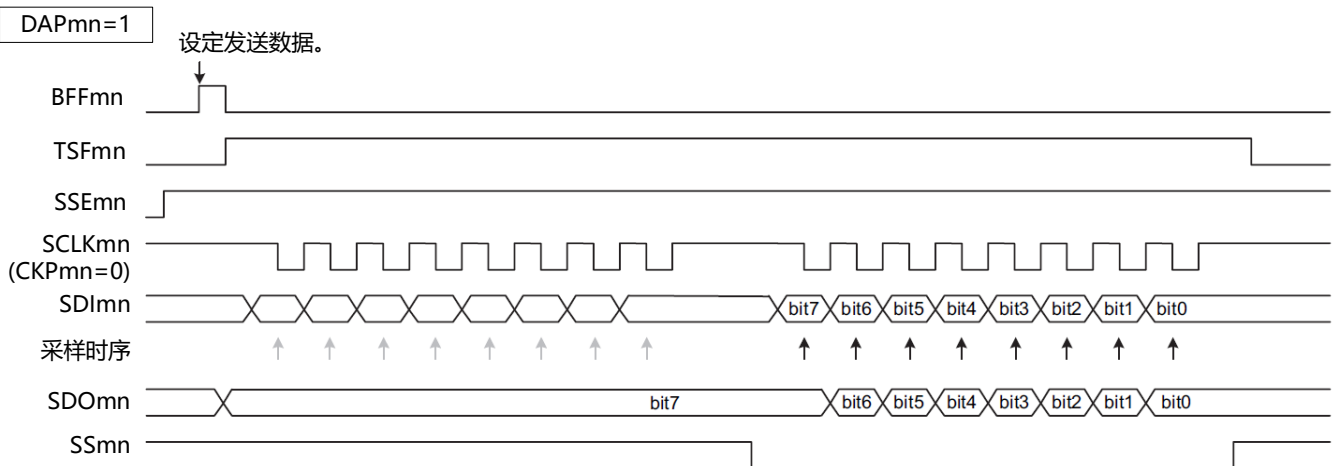 DAPmn=1
设定发送数据。
BFFmn
TSFmn
SSEmn
SCLKmn
(CKPmn=0)
SDImn
bit7 bit6 bit5 bit4 bit3 bit2 bit1 bit0
采样时序
SDOmn
bit7 bit6 bit5 bit4 bit3 bit2 bit1 bit0
SSmn